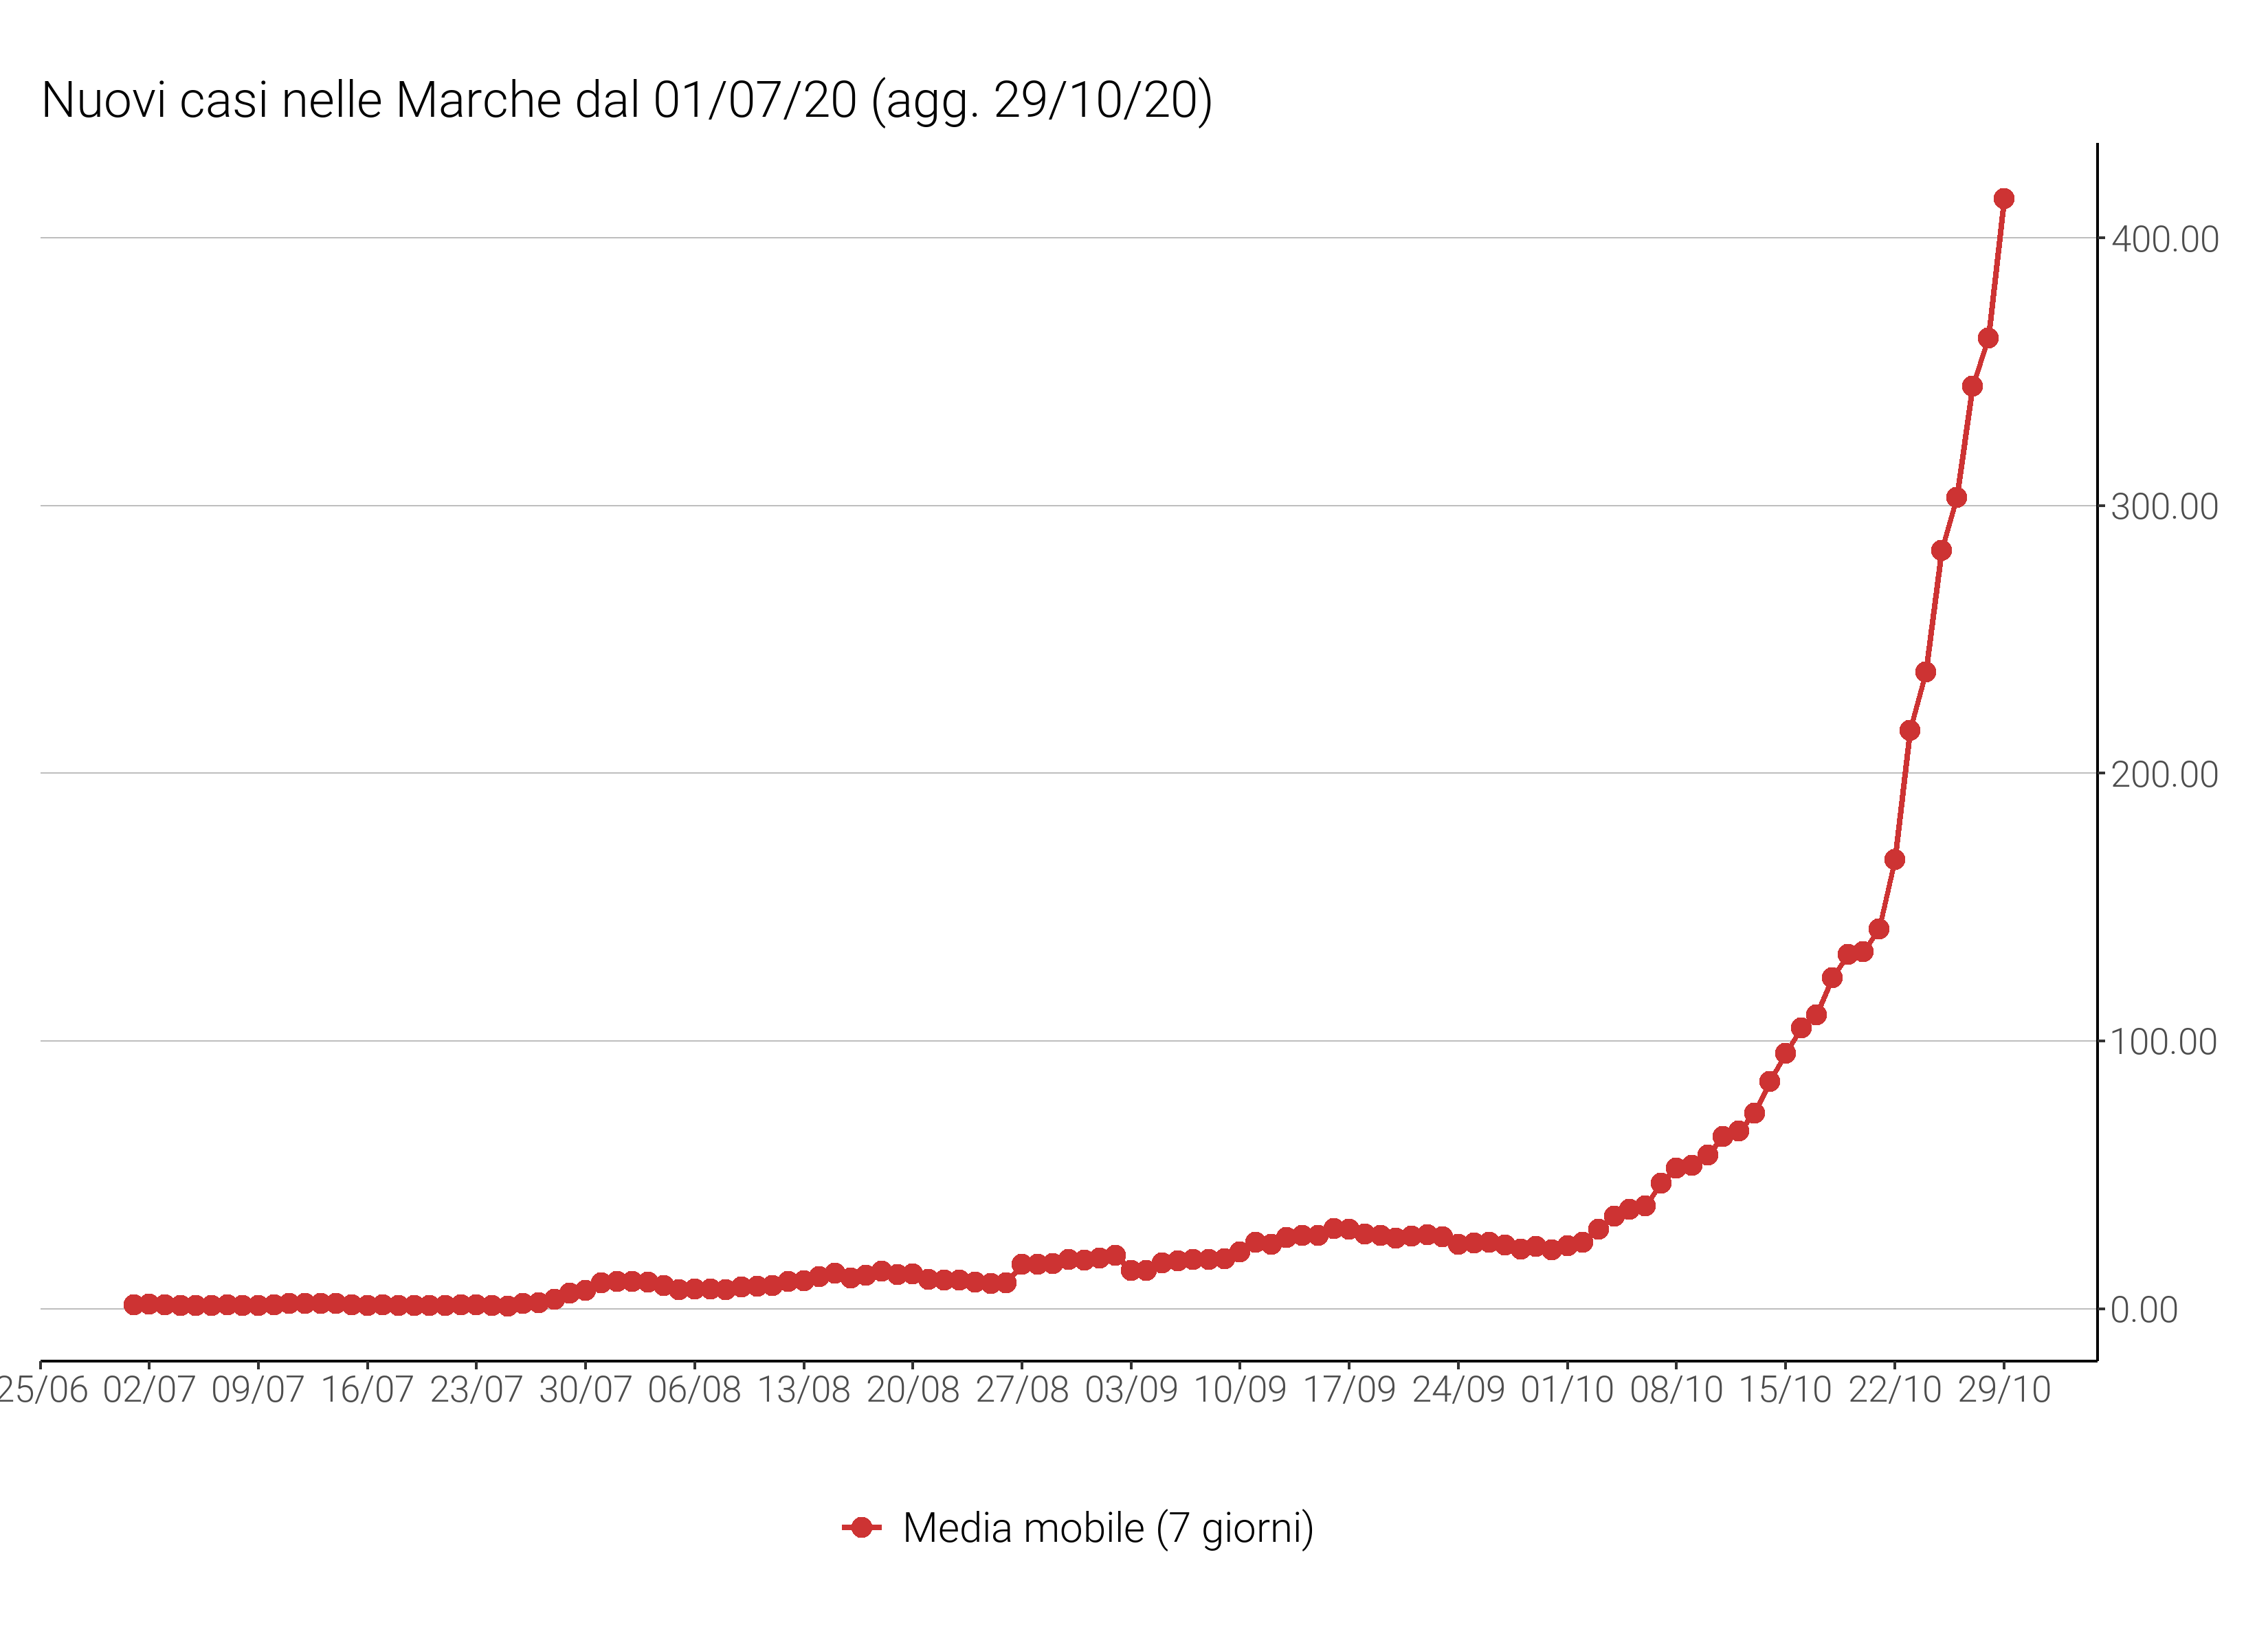 Nuovi casi nelle Marche dal 01/07/20 (agg. 29/10/20)
400.00
300.00
200.00
100.00
0.00
25/06 02/07 09/07 16/07 23/07 30/07 06/08 13/08 20/08 27/08 03/09 10/09 17/09 24/09 01/10 08/10 15/10 22/10 29/10
Media mobile (7 giorni)